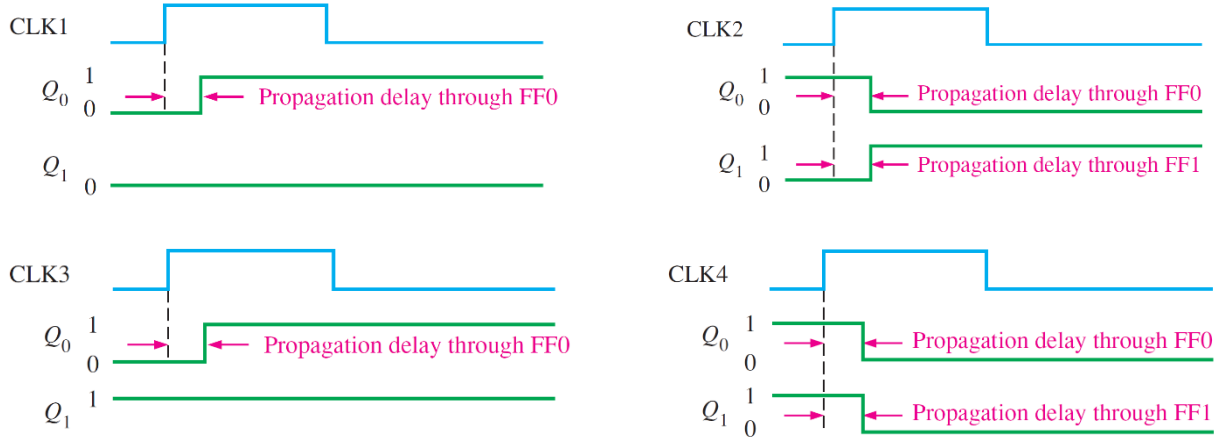 CLK1
1
Q0
0
Propagation delay through FF0
Q1
0
CLK2
1
Q0
0
Propagation delay through FF0
1
Q1
0
Propagation delay through FF1
CLK3
1
Q0
0
Propagation delay through FF0
Q1
1
CLK4
1
Q0
0
Propagation delay through FF0
1
Q1
0
Propagation delay through FF1